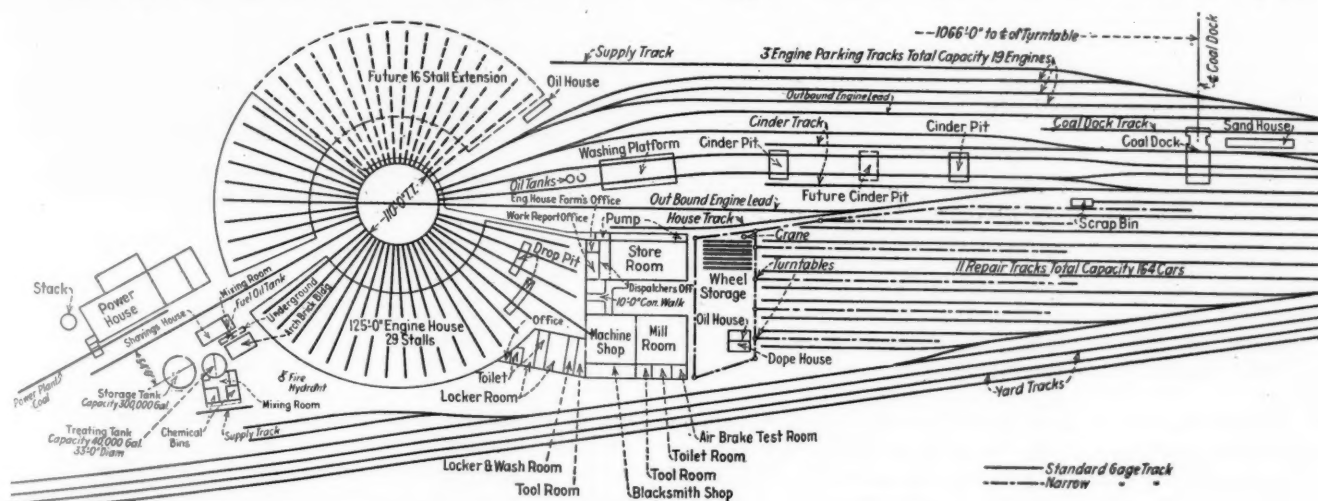 1066'-0" to ℄ of Turntable
℄ Coal Dock
Supply Track
3 Engine Parking Tracks Total Capacity 19 Engines
Future 16 Stall Extension
Oil House
Outbound Engine Lead
Cinder Track
Coal Dock Track
Sand House
Coal Dock
Cinder Pit
Cinder Pit
Washing Platform
Future Cinder Pit
Oil Tanks
Eng House Form's Office
Out Bound Engine Lead
Work Report Office
Pump
House Track
Scrap Bin
Crane
110'-0" T.T.
Drop Pit
Store
Room
Turntables
11 Repair Tracks Total Capacity 164 Cars
Wheel
Storage
Dispatchers Off
10'-0" Con. Walk
Mixing Room
Fuel Oil Tank
Underground
Arch Brick Bldg
Stack
Power
House
Shavings House
125'-0" Engine House
29 Stalls
Office
Machine
Shop
Mill
Room
Oil House
Dope House
Toilet
Locker Room
Yard Tracks
Power Plant
Coal
Fire
Hydrant
Storage Tank
Capacity 300,000 Gal.
Mixing Room
Treating Tank
Capacity 40,000 Gal.
33'-0" Diam
Chemical
Bins
Supply Track
Air Brake Test Room
Toilet Room
Locker & Wash Room
Tool Room
Tool Room
Blacksmith Shop
Standard Gage Track
Narrow " "